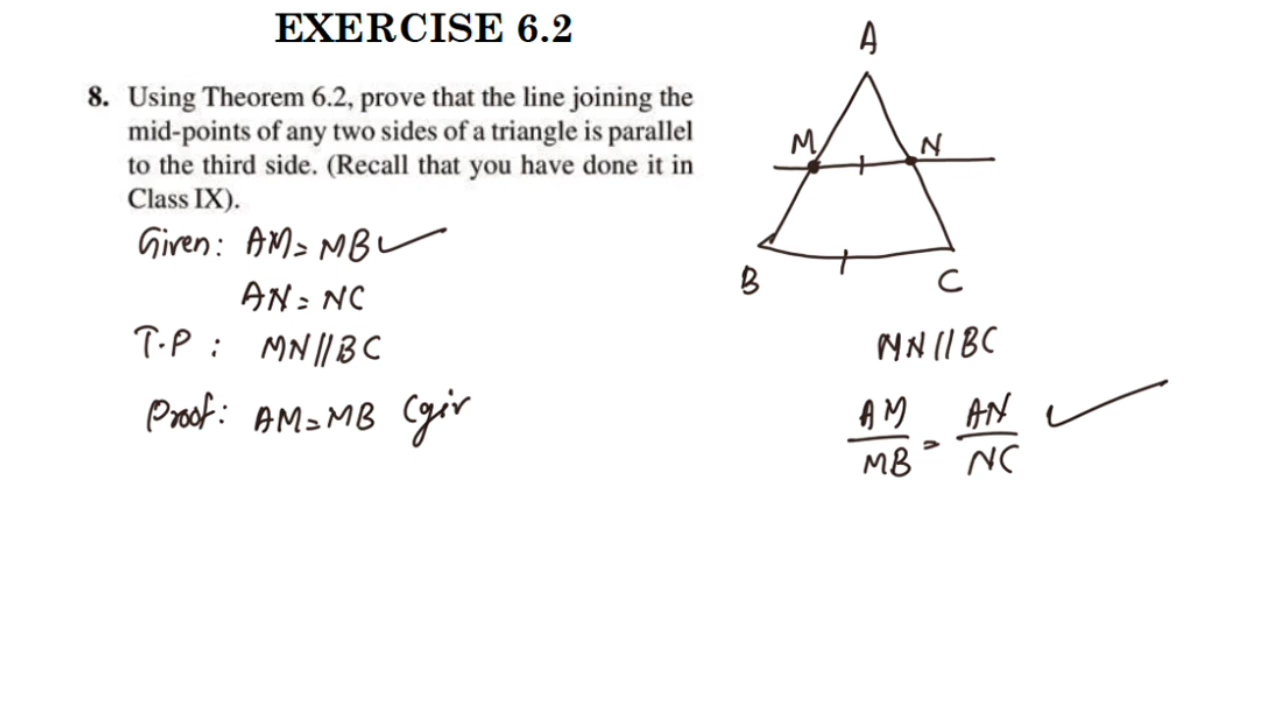 EXERCISE 6.2
8. Using Theorem 6.2, prove that the line joining the
mid-points of any two sides of a triangle is parallel
to the third side. (Recall that you have done it in
Class IX).
Given: AM = MB
AN = NC
T.P : MN || BC
Proof: AM = MB (giv
A
M
N
B
C
MN || BC
AM/MB = AN/NC